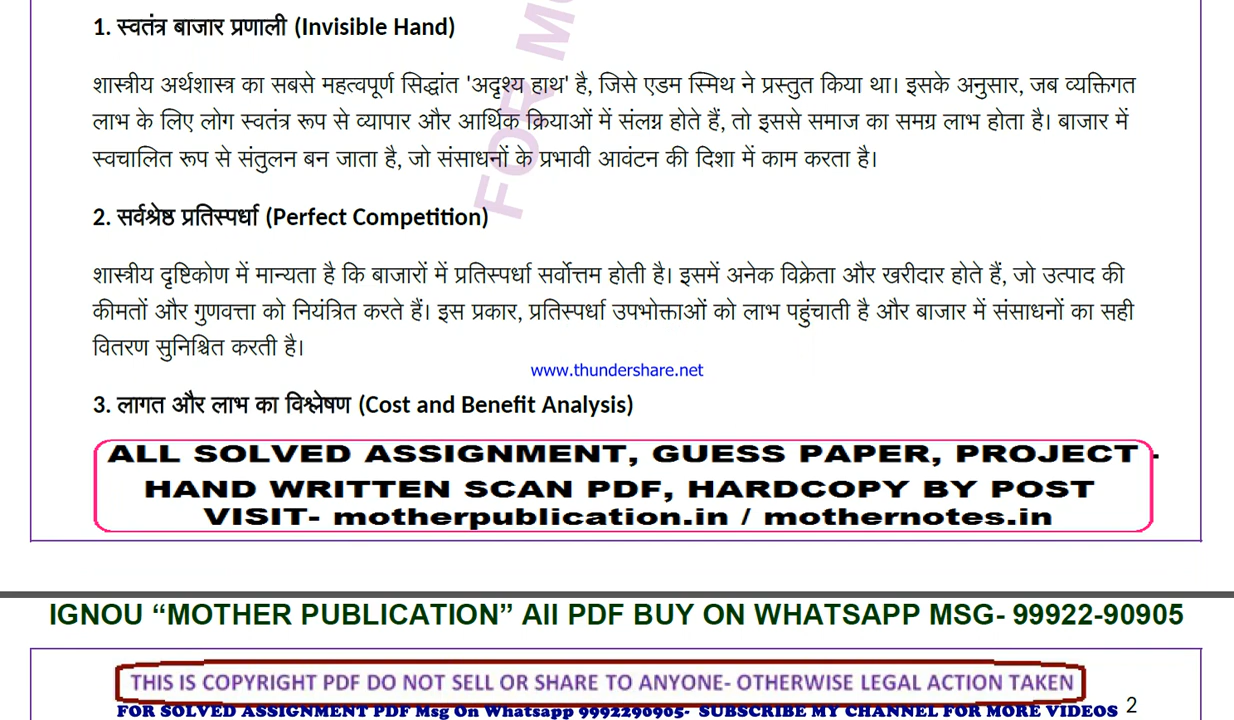 1. स्वतंत्र बाजार प्रणाली (Invisible Hand)
शास्त्रीय अर्थशास्त्र का सबसे महत्वपूर्ण सिद्धांत 'अदृश्य हाथ' है, जिसे एडम स्मिथ ने प्रस्तुत किया था। इसके अनुसार, जब व्यक्तिगत
लाभ के लिए लोग स्वतंत्र रूप से व्यापार और आर्थिक क्रियाओं में संलग्न होते हैं, तो इससे समाज का समग्र लाभ होता है। बाजार में
स्वचालित रूप से संतुलन बन जाता है, जो संसाधनों के प्रभावी आवंटन की दिशा में काम करता है।
FOR M
2. सर्वश्रेष्ठ प्रतिस्पर्धा (Perfect Competition)
शास्त्रीय दृष्टिकोण में मान्यता है कि बाजारों में प्रतिस्पर्धा सर्वोत्तम होती है। इसमें अनेक विक्रेता और खरीदार होते हैं, जो उत्पाद की
कीमतों और गुणवत्ता को नियंत्रित करते हैं। इस प्रकार, प्रतिस्पर्धा उपभोक्ताओं को लाभ पहुंचाती है और बाजार में संसाधनों का सही
वितरण सुनिश्चित करती है।
www.thundershare.net
3. लागत और लाभ का विश्लेषण (Cost and Benefit Analysis)
ALL SOLVED ASSIGNMENT, GUESS PAPER, PROJECT -
HAND WRITTEN SCAN PDF, HARDCOPY BY POST
VISIT- motherpublication.in / mothernotes.in
IGNOU “MOTHER PUBLICATION” All PDF BUY ON WHATSAPP MSG- 99922-90905
THIS IS COPYRIGHT PDF DO NOT SELL OR SHARE TO ANYONE- OTHERWISE LEGAL ACTION TAKEN
FOR SOLVED ASSIGNMENT PDF Msg On Whatsapp 9992290905- SUBSCRIBE MY CHANNEL FOR MORE VIDEOS 2